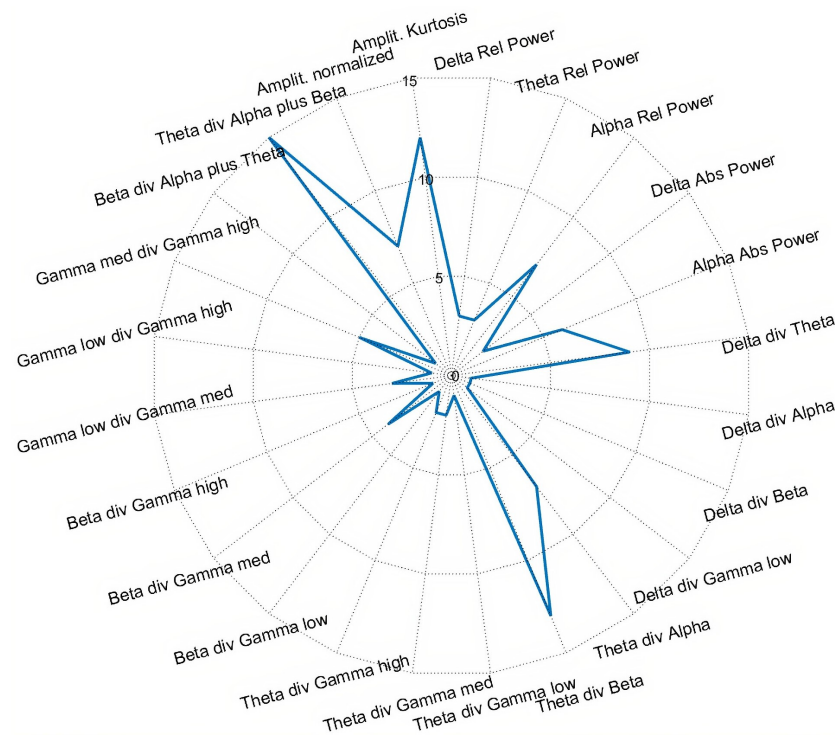 Amplit. Kurtosis
Delta Rel Power
Amplit. normalized
Theta Rel Power
15
Theta div Alpha plus Beta
Alpha Rel Power
Beta div Alpha plus Theta
Delta Abs Power
10
Gamma med div Gamma high
Alpha Abs Power
5
Gamma low div Gamma high
Delta div Theta
0
Gamma low div Gamma med
Delta div Alpha
Beta div Gamma high
Delta div Beta
Beta div Gamma med
Delta div Gamma low
Beta div Gamma low
Theta div Alpha
Theta div Gamma high
Theta div Gamma med
Theta div Gamma low
Theta div Beta